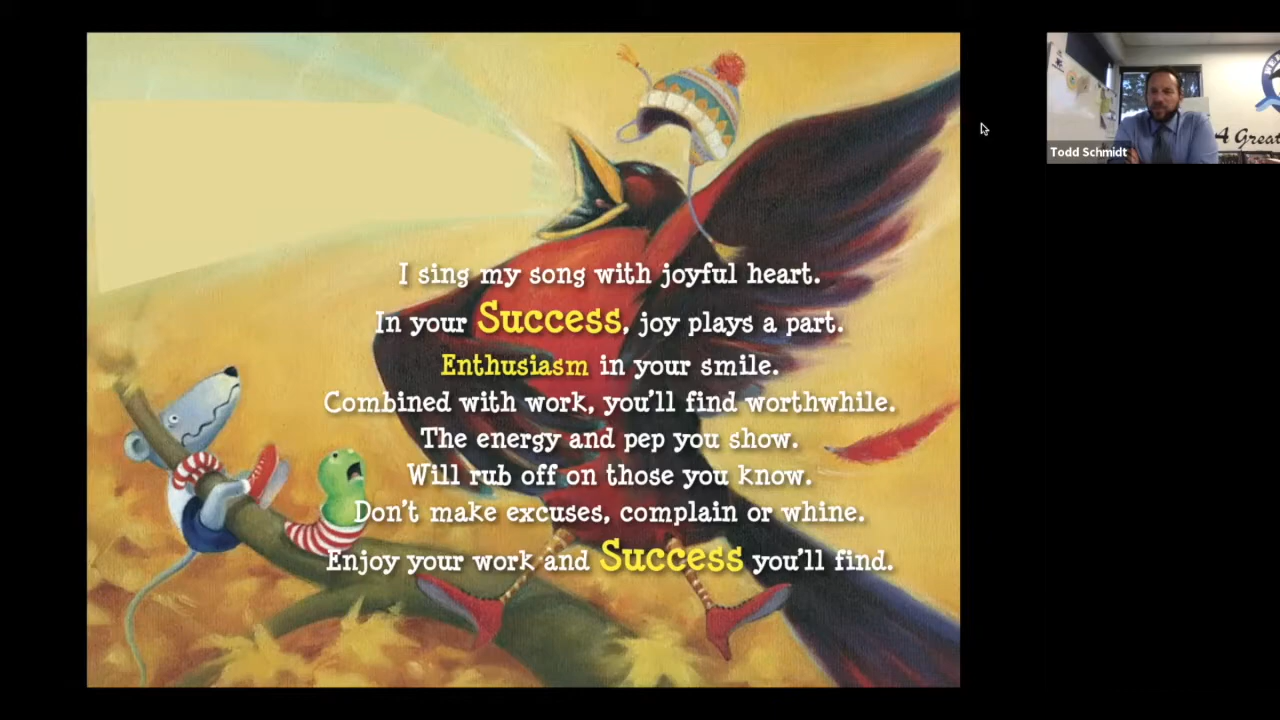 I sing my song with joyful heart.
In your Success, joy plays a part.
Enthusiasm in your smile.
Combined with work, you'll find worthwhile.
The energy and pep you show.
Will rub off on those you know.
Don't make excuses, complain or whine.
Enjoy your work and Success you'll find.
A Great
Todd Schmidt